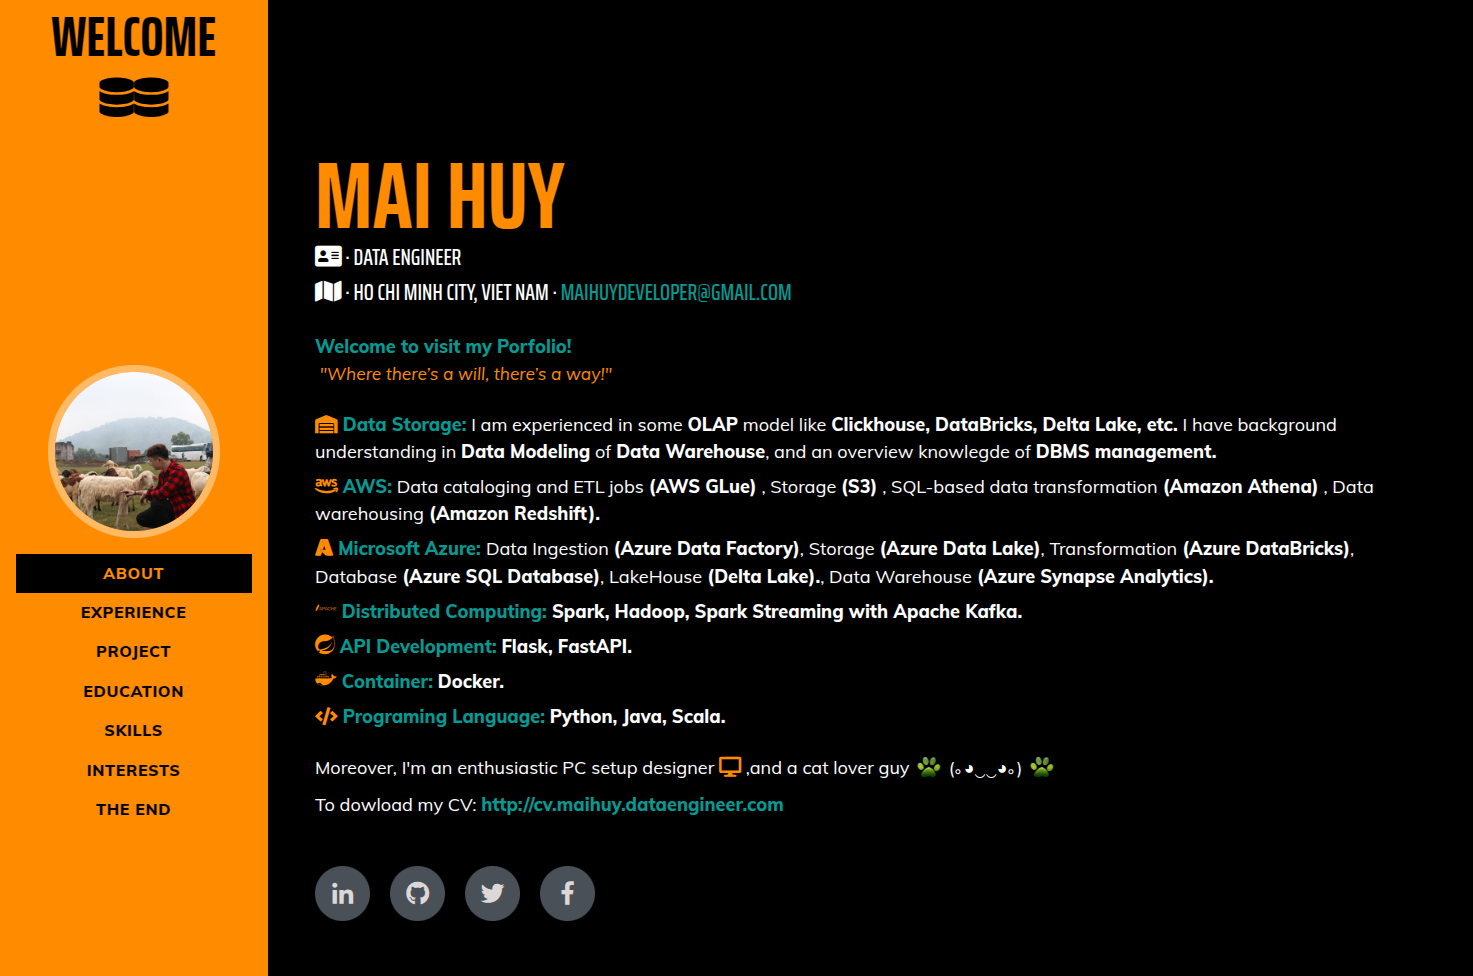 WELCOME
ABOUT
EXPERIENCE
PROJECT
EDUCATION
SKILLS
INTERESTS
THE END
MAI HUY
· DATA ENGINEER
· HO CHI MINH CITY, VIET NAM · MAIHUYDEVELOPER@GMAIL.COM
Welcome to visit my Porfolio!
"Where there's a will, there's a way!"
Data Storage: I am experienced in some OLAP model like Clickhouse, DataBricks, Delta Lake, etc. I have background
understanding in Data Modeling of Data Warehouse, and an overview knowlegde of DBMS management.
aws AWS: Data cataloging and ETL jobs (AWS GLue) , Storage (S3) , SQL-based data transformation (Amazon Athena) , Data
warehousing (Amazon Redshift).
Microsoft Azure: Data Ingestion (Azure Data Factory), Storage (Azure Data Lake), Transformation (Azure DataBricks),
Database (Azure SQL Database), LakeHouse (Delta Lake)., Data Warehouse (Azure Synapse Analytics).
APACHE Distributed Computing: Spark, Hadoop, Spark Streaming with Apache Kafka.
API Development: Flask, FastAPI.
Container: Docker.
</> Programing Language: Python, Java, Scala.
Moreover, I'm an enthusiastic PC setup designer ,and a cat lover guy 🐾 (｡◕‿‿◕｡) 🐾
To dowload my CV: http://cv.maihuy.dataengineer.com